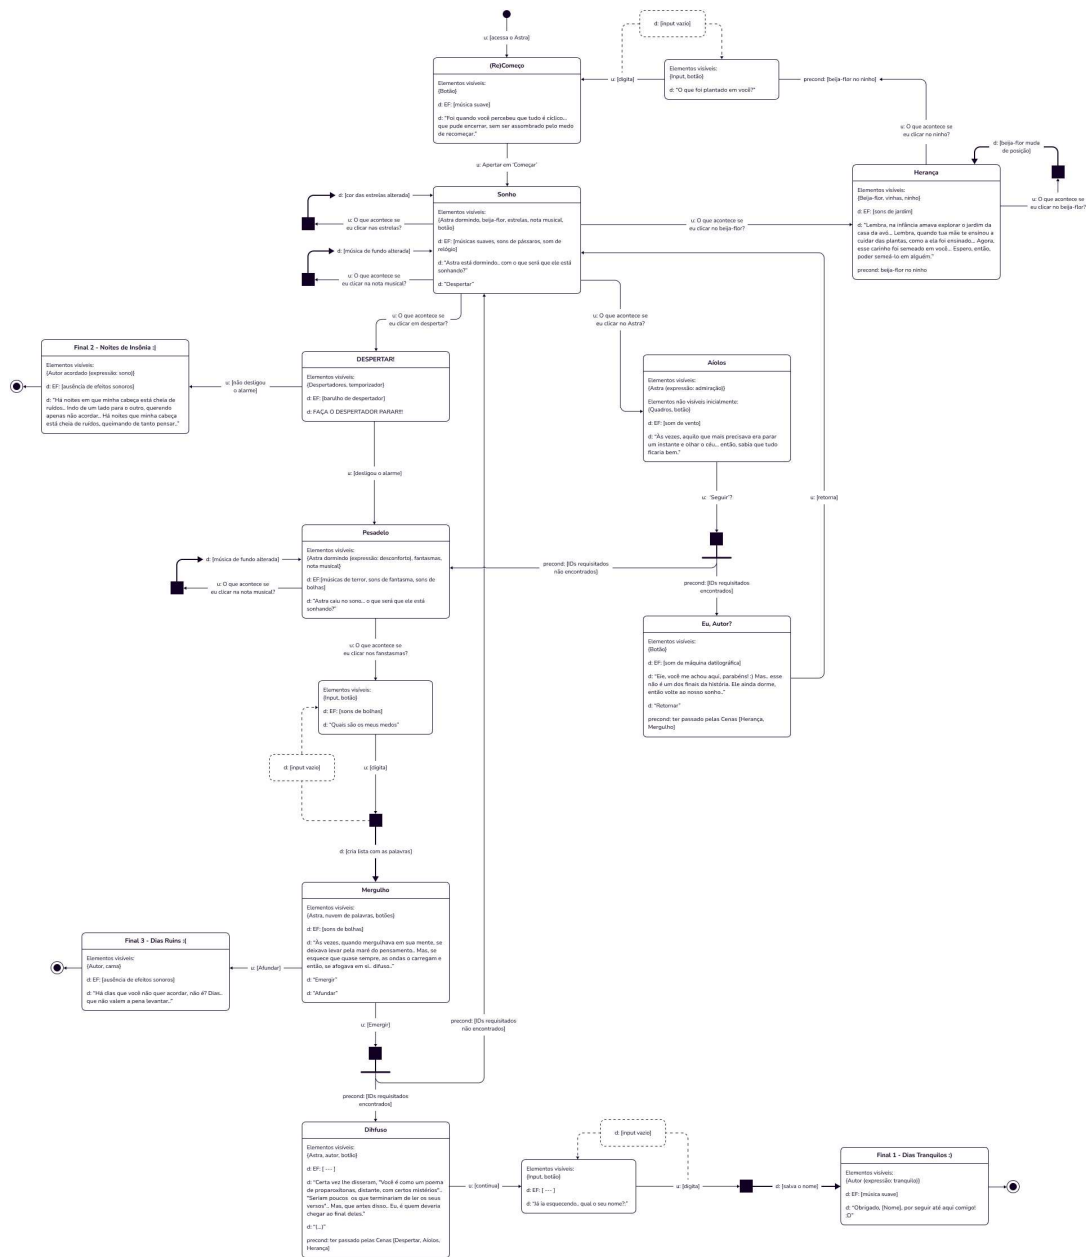 u: [acessa o Astra]
d: [input vazio]
(Re)Começo
Elementos visíveis:
{Botão}
d: EF: [música suave]
d: "Foi quando você percebeu que tudo é cíclico...
que pude encerrar, sem ser assombrado pelo medo
de recomeçar."
u: [digita]
Elementos visíveis:
{Input, botão}
d: "O que foi plantado em você?"
precond: [beija-flor no ninho]
u: O que acontece se
eu clicar no ninho?
d: [beija-flor muda
de posição]
u: Apertar em 'Começar'
Herança
Elementos visíveis:
{Beija-flor, vinhas, ninho}
d: EF: [sons de jardim]
d: "Lembra, na infância amava explorar o jardim da
casa da avó... Lembra, quando tua mãe te ensinou a
cuidar das plantas, como a ela foi ensinado... Agora,
esse carinho foi semeado em você... Espero, então,
poder semeá-lo em alguém."
precond: beija-flor no ninho
u: O que acontece se
eu clicar no beija-flor?
Sonho
Elementos visíveis:
{Astra dormindo, beija-flor, estrelas, nota musical,
botão}
d: EF: [músicas suaves, sons de pássaros, som de
relógio]
d: "Astra está dormindo.. com o que será que ele está
sonhando?"
d: "Despertar"
d: [cor das estrelas alterada]
u: O que acontece se
eu clicar nas estrelas?
d: [música de fundo alterada]
u: O que acontece se
eu clicar na nota musical?
u: O que acontece se
eu clicar no beija-flor?
u: O que acontece se
eu clicar em despertar?
u: O que acontece se
eu clicar no Astra?
Final 2 - Noites de Insônia :(
Elementos visíveis:
{Autor acordado (expressão: sono)}
d: EF: [ausência de efeitos sonoros]
d: "Há noites em que minha cabeça está cheia de
ruídos.. Indo de um lado para o outro, querendo
apenas não acordar.. Há noites que minha cabeça
está cheia de ruídos, queimando de tanto pensar.."
u: [não desligou
o alarme]
DESPERTAR!
Elementos visíveis:
{Despertadores, temporizador}
d: EF: [barulho de despertador]
d: FAÇA O DESPERTADOR PARAR!!!
Aíolos
Elementos visíveis:
{Astra (expressão: admiração)}
Elementos não visíveis inicialmente:
{Quadros, botão}
d: EF: [som de vento]
d: "Às vezes, aquilo que mais precisava era parar
um instante e olhar o céu... então, sabia que tudo
ficaria bem."
u: [desligou o alarme]
u: 'Seguir'?
u: [retorna]
Pesadelo
Elementos visíveis:
{Astra dormindo (expressão: desconforto), fantasmas,
nota musical}
d: EF:[músicas de terror, sons de fantasma, sons de
bolhas]
d: "Astra caiu no sono... o que será que ele está
sonhando?"
d: [música de fundo alterada]
u: O que acontece se
eu clicar na nota musical?
precond: [IDs requisitados
não encontrados]
precond: [IDs requisitados
encontrados]
Eu, Autor?
Elementos visíveis:
{Botão}
d: EF: [som de máquina datilográfica]
d: "Eie, você me achou aqui, parabéns! :) Mas.. esse
não é um dos finais da história. Ele ainda dorme,
então volte ao nosso sonho.."
d: "Retornar"
precond: ter passado pelas Cenas [Herança,
Mergulho]
u: O que acontece se
eu clicar nos fanstasmas?
Elementos visíveis:
{Input, botão}
d: EF: [sons de bolhas]
d: "Quais são os meus medos"
d: [input vazio]
u: [digita]
d: [cria lista com as palavras]
Mergulho
Elementos visíveis:
{Astra, nuvem de palavras, botões}
d: EF: [sons de bolhas]
d: "Às vezes, quando mergulhava em sua mente, se
deixava levar pela maré do pensamento.. Mas, se
esquece que quase sempre, as ondas o carregam e
então, se afogava em si.. difuso.."
d: "Emergir"
d: "Afundar"
Final 3 - Dias Ruins :(
Elementos visíveis:
{Autor, cama}
d: EF: [ausência de efeitos sonoros]
d: "Há dias que você não quer acordar, não é? Dias..
que não valem a pena levantar.."
u: [Afundar]
u: [Emergir]
precond: [IDs requisitados
não encontrados]
precond: [IDs requisitados
encontrados]
Dihfuso
Elementos visíveis:
{Astra, autor, botão}
d: EF: [ --- ]
d: "Certa vez lhe disseram, "Você é como um poema
de proparoxítonas, distante, com certos mistérios"..
"Seriam poucos os que terminariam de ler os seus
versos".. Mas, que antes disso.. Eu, é quem deveria
chegar ao final deles."
d: "(...)"
precond: ter passado pelas Cenas [Despertar, Aíolos,
Herança]
u: [continua]
d: [input vazio]
Elementos visíveis:
{Input, botão}
d: EF: [ --- ]
d: "Já ia esquecendo.. qual o seu nome?:"
u: [digita]
d: [salva o nome]
Final 1 - Dias Tranquilos :)
Elementos visíveis:
{Autor (expressão: tranquilo)}
d: EF: [música suave]
d: "Obrigado, [Nome], por seguir até aqui comigo!
:D"